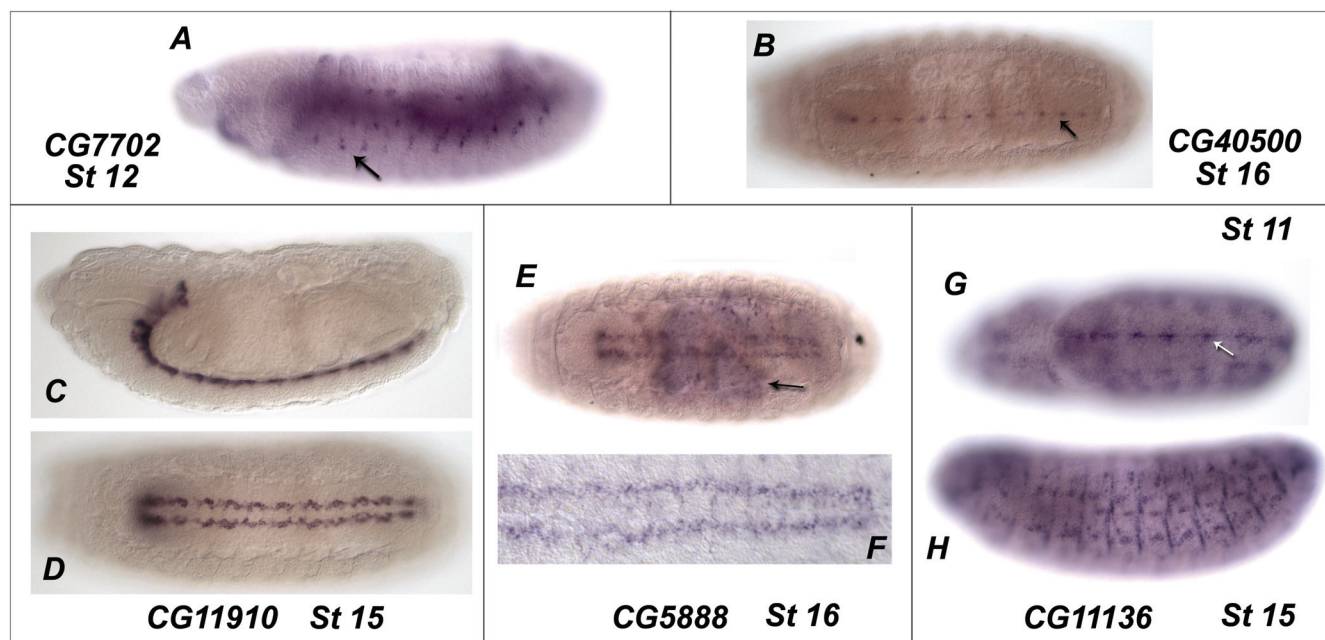 A
CG7702
St 12
B
CG40500
St 16
C
D
CG11910 St 15
E
F
CG5888 St 16
St 11
G
H
CG11136 St 15